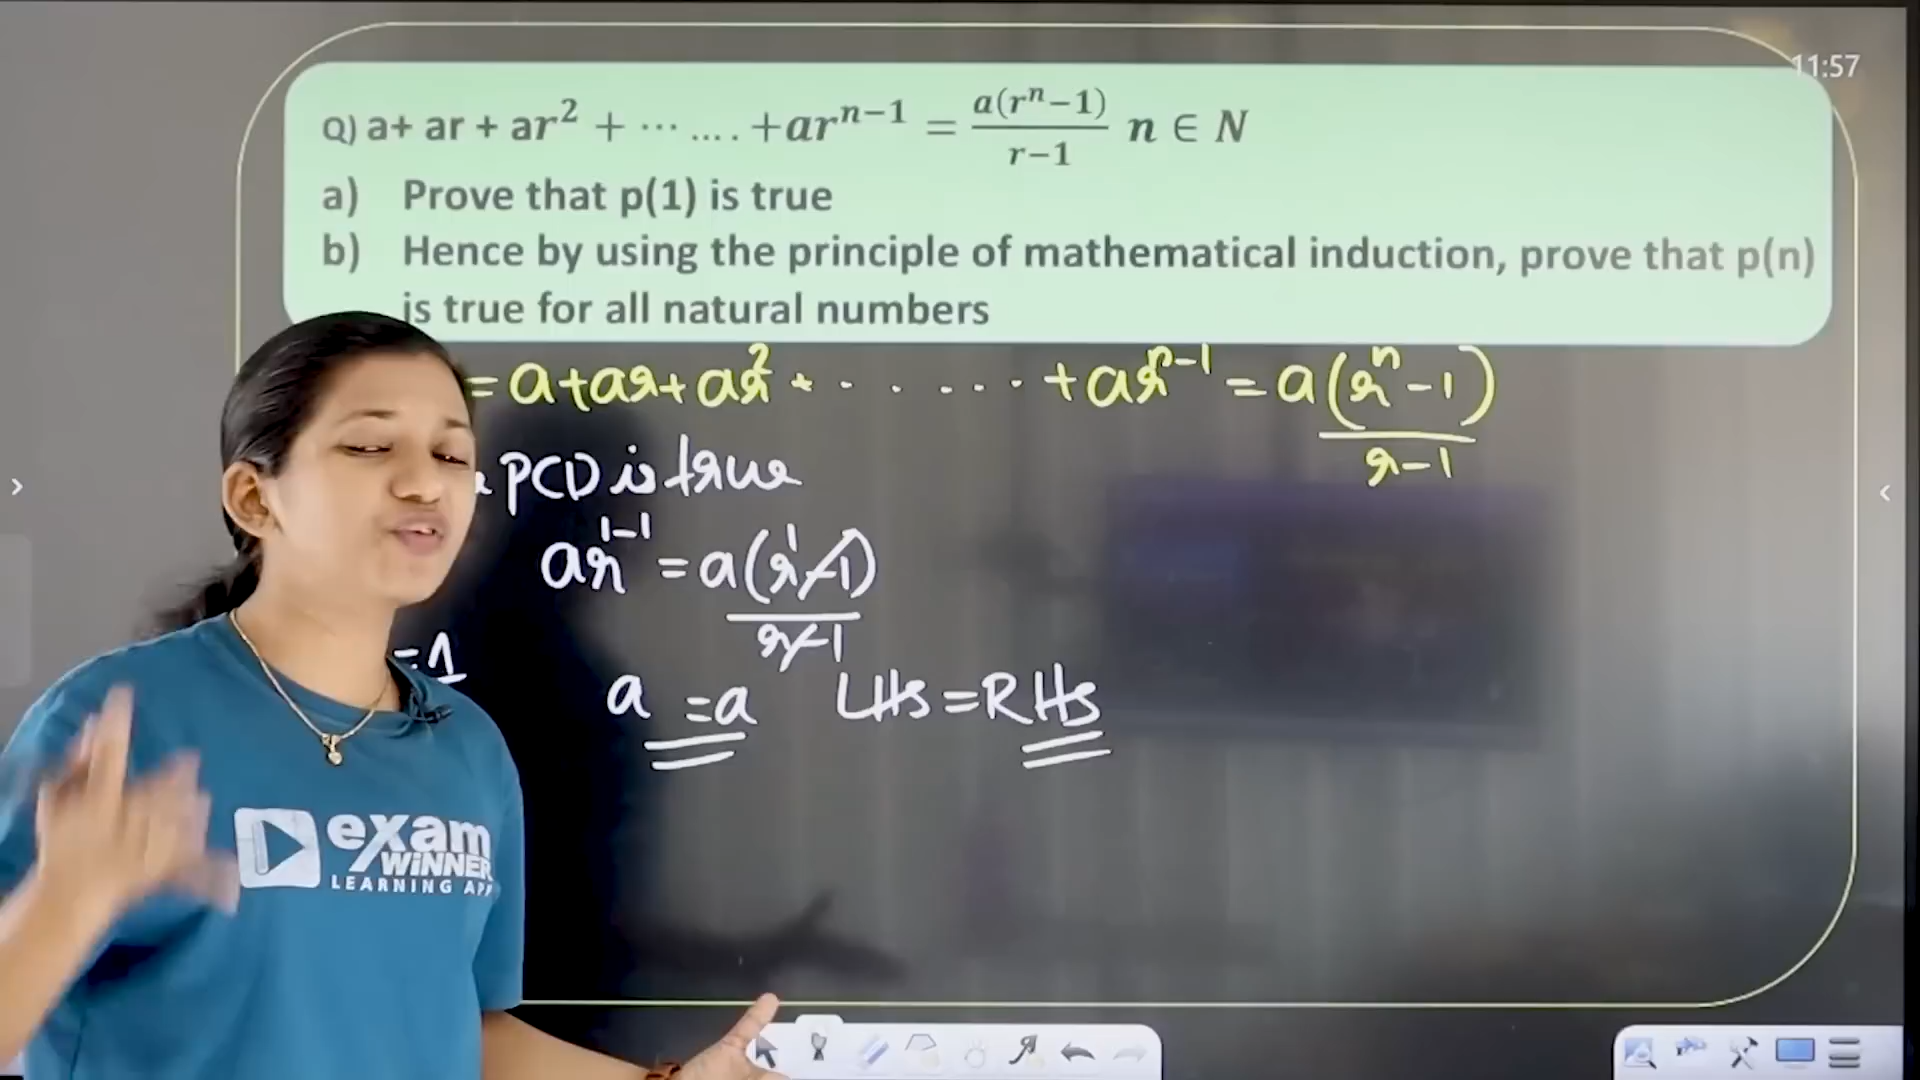 11:57
Q) a+ ar + ar² + ⋯ .... +arⁿ⁻¹ = a(rⁿ−1)/r−1 n ∈ N
a) Prove that p(1) is true
b) Hence by using the principle of mathematical induction, prove that p(n)
is true for all natural numbers
= a+ar+ar² + · · · · · · + arⁿ⁻¹ = a(rⁿ-1)/r-1
P(1) is true
ar¹⁻¹ = a(r¹-1)/r-1
=1
a = a LHS = RHS
exam
WINNER
LEARNING APP